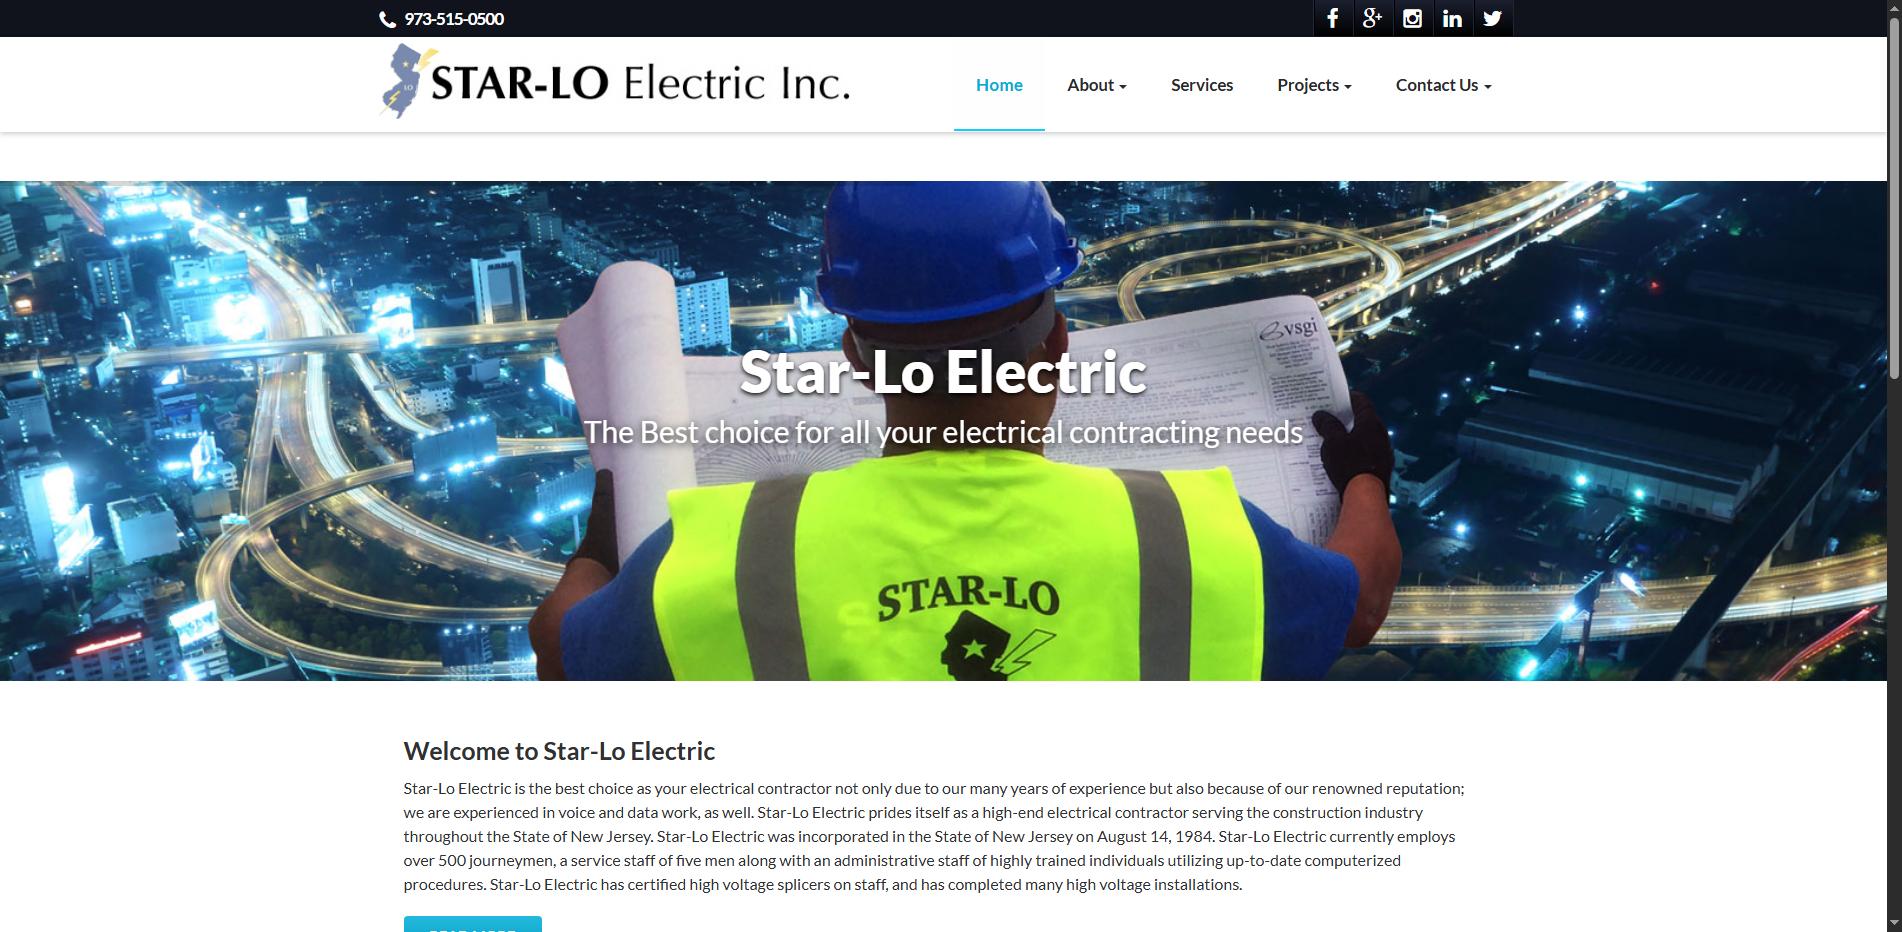 973-515-0500
LO
STAR-LO Electric Inc.
Home
About
Services
Projects
Contact Us
vsgi
Star-Lo Electric
The Best choice for all your electrical contracting needs
STAR-LO
Welcome to Star-Lo Electric
Star-Lo Electric is the best choice as your electrical contractor not only due to our many years of experience but also because of our renowned reputation;
we are experienced in voice and data work, as well. Star-Lo Electric prides itself as a high-end electrical contractor serving the construction industry
throughout the State of New Jersey. Star-Lo Electric was incorporated in the State of New Jersey on August 14, 1984. Star-Lo Electric currently employs
over 500 journeymen, a service staff of five men along with an administrative staff of highly trained individuals utilizing up-to-date computerized
procedures. Star-Lo Electric has certified high voltage splicers on staff, and has completed many high voltage installations.